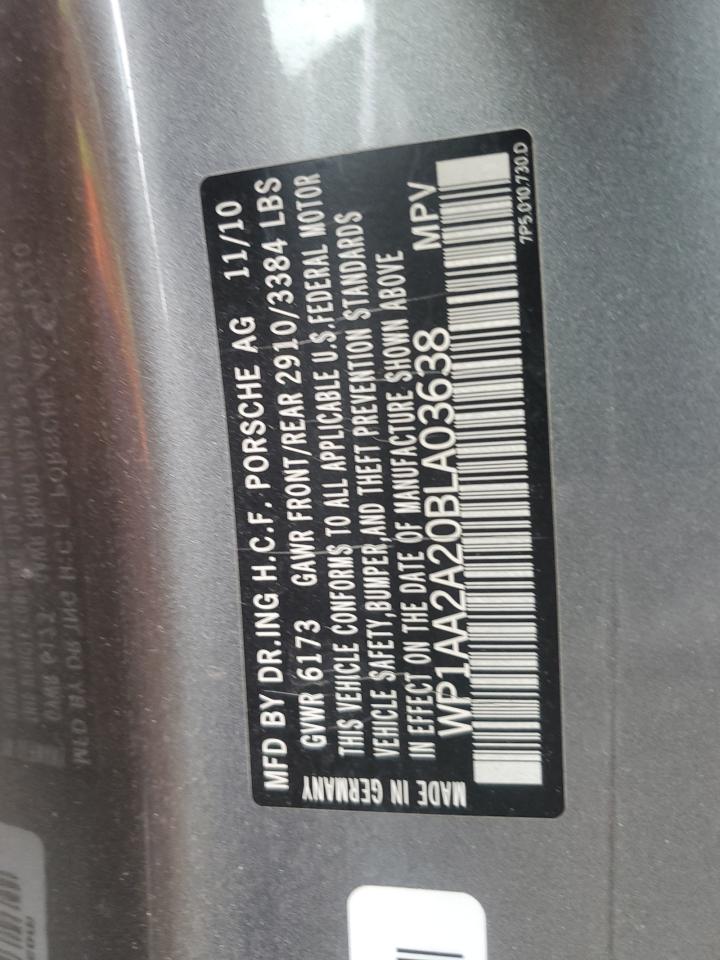 MFD BY DR.ING H.C.F. PORSCHE AG 11/10
GVWR 6173 GAWR FRONT/REAR 2910/3384 LBS
THIS VEHICLE CONFORMS TO ALL APPLICABLE U.S.FEDERAL MOTOR
VEHICLE SAFETY,BUMPER,AND THEFT PREVENTION STANDARDS
IN EFFECT ON THE DATE OF MANUFACTURE SHOWN ABOVE
WP1AA2A20BLA03638 MPV
MADE IN GERMANY
7P5.010.730.D